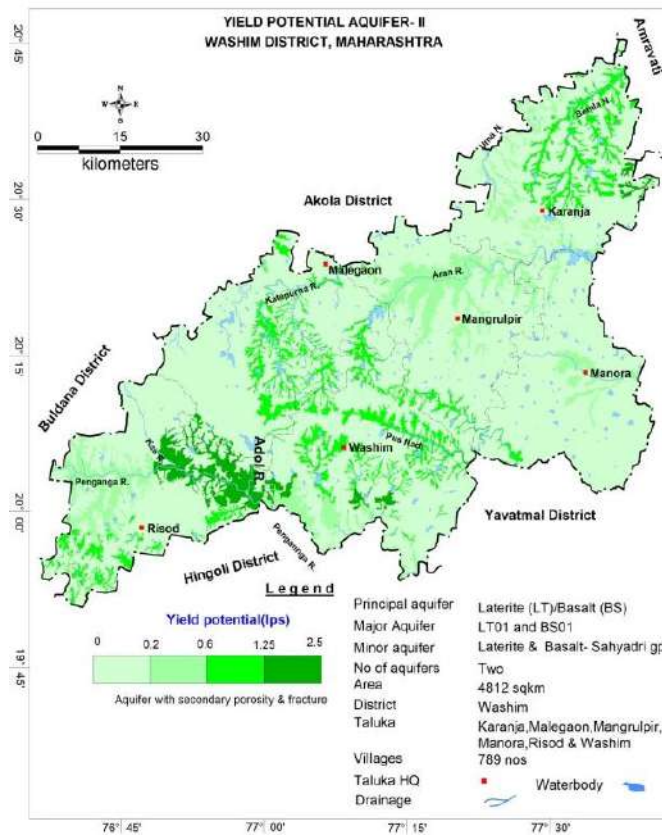 YIELD POTENTIAL AQUIFER- II
WASHIM DISTRICT, MAHARASHTRA
Amravati
20° 45'
N
W E
S
0 15 30
kilometers
Bembla N.
Uma N.
20° 30'
Akola District
Karanja
Malegaon
Aran R.
Katepurna R.
Mangrulpir
20° 15'
Buldana District
Manora
Adol R.
Washim
Pus Nadi
Penganga R.
20° 00'
Yavatmal District
Risod
Hingoli District
Penganga R.
Legend
Yield potential(lps)
0 0.2 0.6 1.25 2.5
Aquifer with secondary porosity & fracture
Principal aquifer Laterite (LT)/Basalt (BS)
Major Aquifer LT01 and BS01
Minor aquifer Laterite & Basalt- Sahyadri gp
No of aquifers Two
Area 4812 sqkm
District Washim
Taluka Karanja,Malegaon,Mangrulpir,
Manora,Risod & Washim
Villages 789 nos
Taluka HQ Waterbody
Drainage
19° 45'
76° 45' 77° 00' 77° 15' 77° 30'